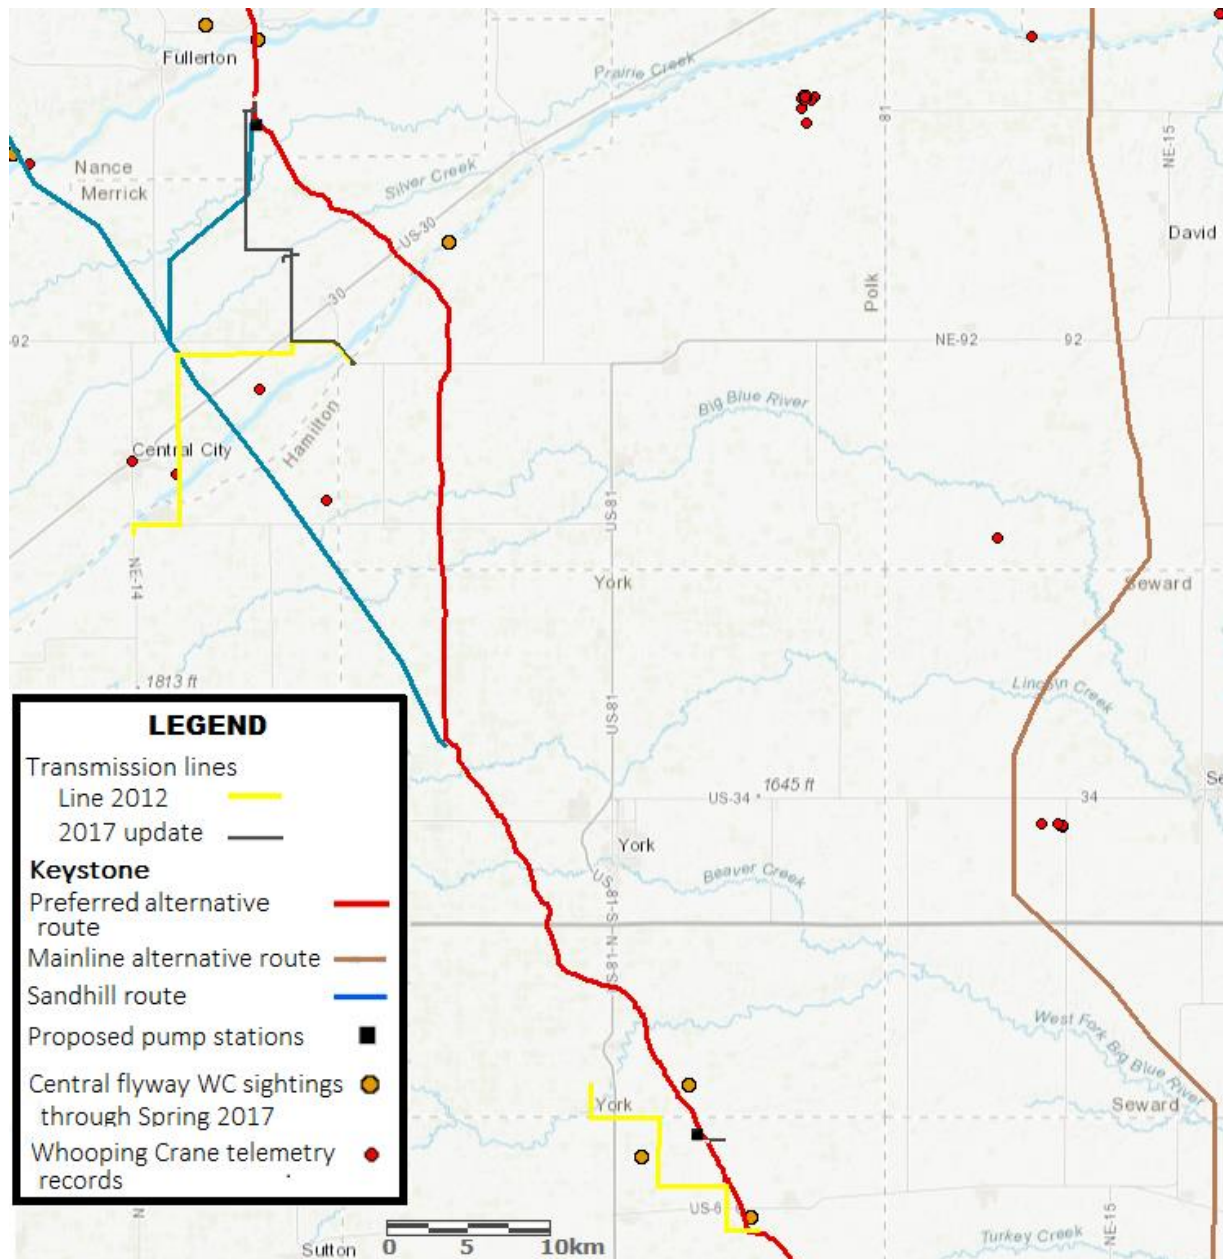 Fullerton
Prairie Creek
81
NE-15
Nance
Merrick
Silver Creek
US-30
David
Polk
30
-92
NE-92
92
Big Blue River
Hamilton
Central City
US-81
NE-14
York
Seward
1813 ft
Lincoln Creek
US-81
Se
US-34
1645 ft
34
York
US
Beaver Creek
S-81-N
S-81
West Fork Big Blue River
York
Seward
US-6
NE-15
Turkey Creek
N
Sutton
0 5 10km
LEGEND
Transmission lines
Line 2012
2017 update
Keystone
Preferred alternative
route
Mainline alternative route
Sandhill route
Proposed pump stations
Central flyway WC sightings
through Spring 2017
Whooping Crane telemetry
records